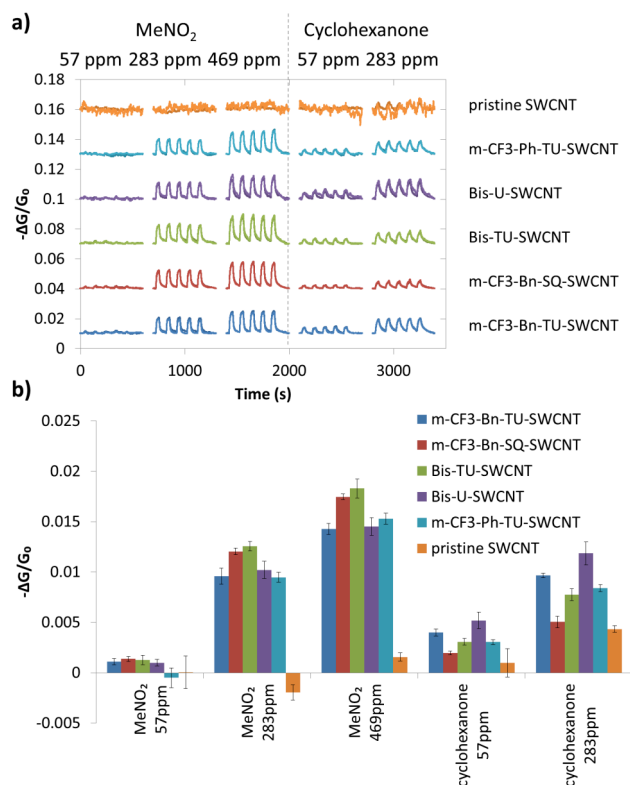 a)
MeNO₂ Cyclohexanone
57 ppm 283 ppm 469 ppm 57 ppm 283 ppm
0.18
0.16
0.14
0.12
0.1
0.08
0.06
0.04
0.02
0
-ΔG/G₀
pristine SWCNT
m-CF3-Ph-TU-SWCNT
Bis-U-SWCNT
Bis-TU-SWCNT
m-CF3-Bn-SQ-SWCNT
m-CF3-Bn-TU-SWCNT
0 1000 2000 3000
Time (s)
b)
0.025
0.02
0.015
0.01
0.005
0
-0.005
-ΔG/G₀
m-CF3-Bn-TU-SWCNT
m-CF3-Bn-SQ-SWCNT
Bis-TU-SWCNT
Bis-U-SWCNT
m-CF3-Ph-TU-SWCNT
pristine SWCNT
MeNO₂
57ppm
MeNO₂
283ppm
MeNO₂
469ppm
cyclohexanone
57ppm
cyclohexanone
283ppm